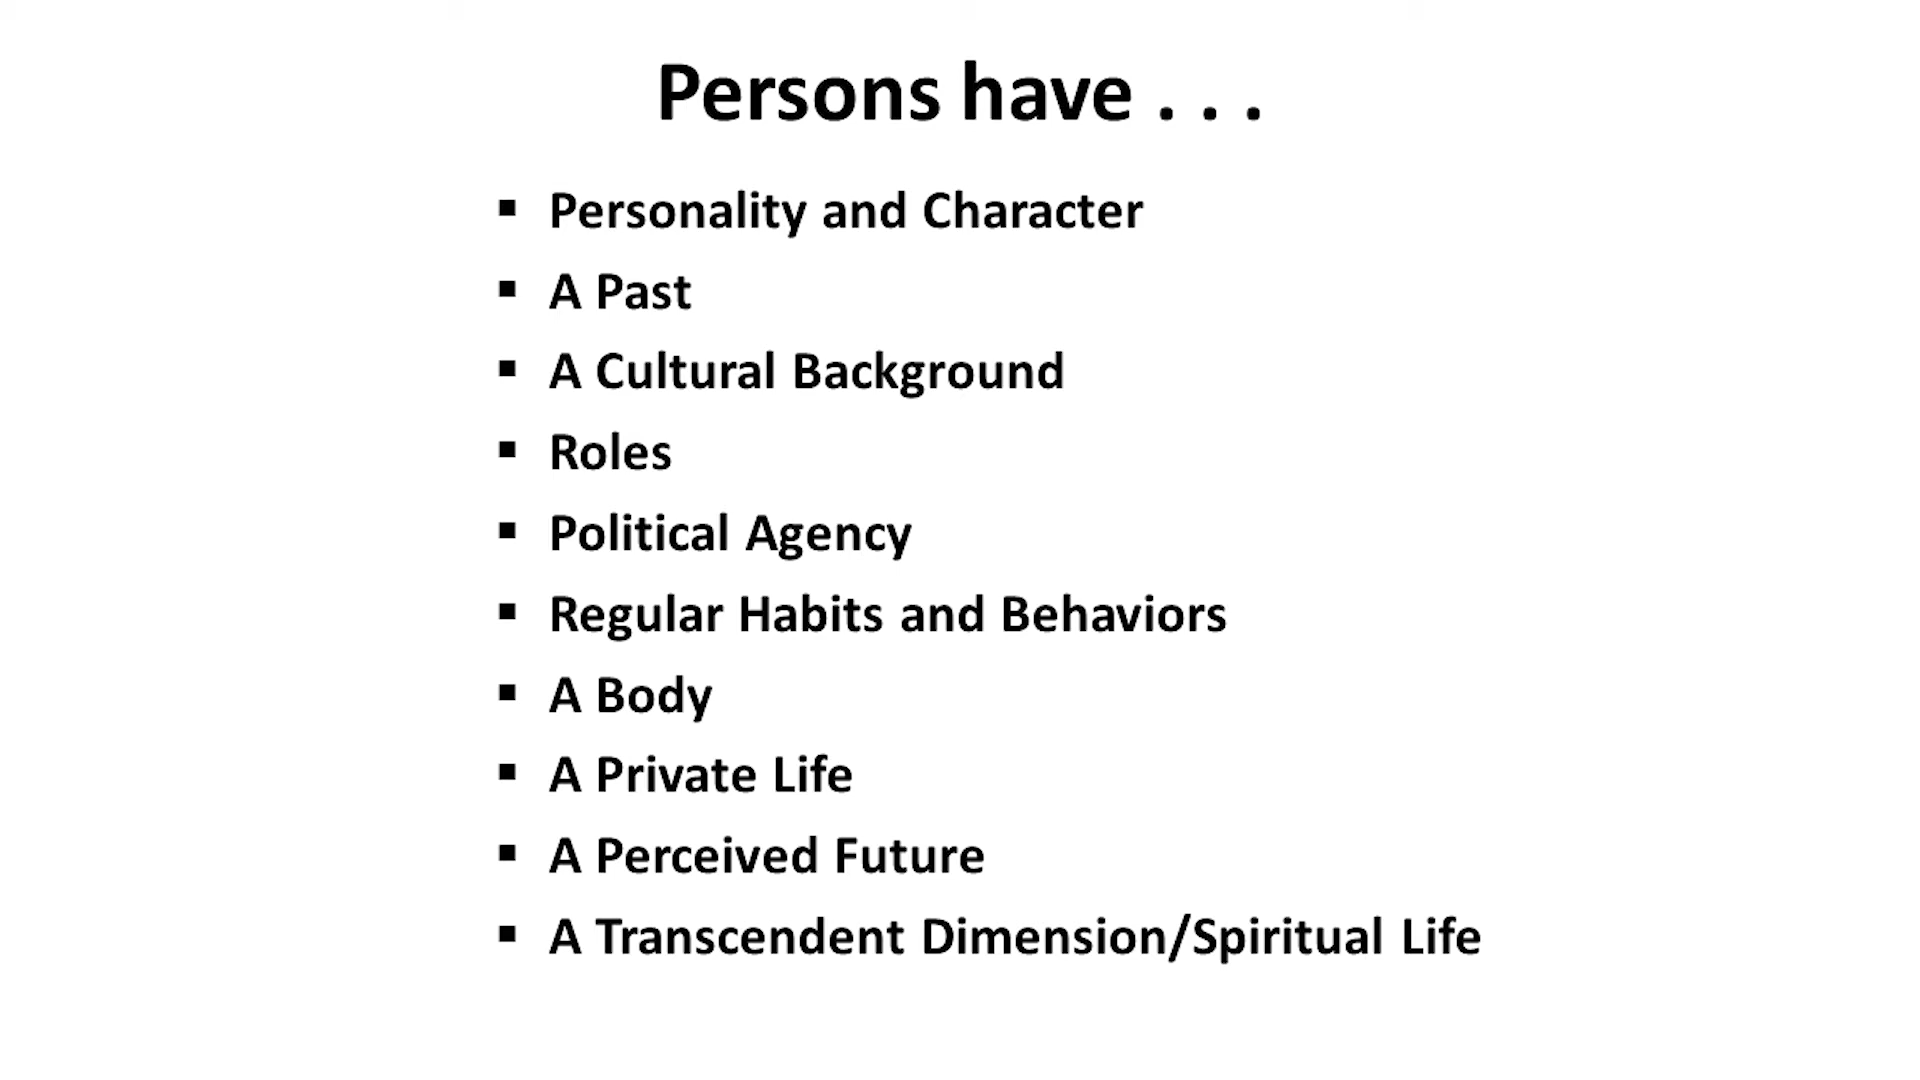 Persons have . . .
▪ Personality and Character
▪ A Past
▪ A Cultural Background
▪ Roles
▪ Political Agency
▪ Regular Habits and Behaviors
▪ A Body
▪ A Private Life
▪ A Perceived Future
▪ A Transcendent Dimension/Spiritual Life